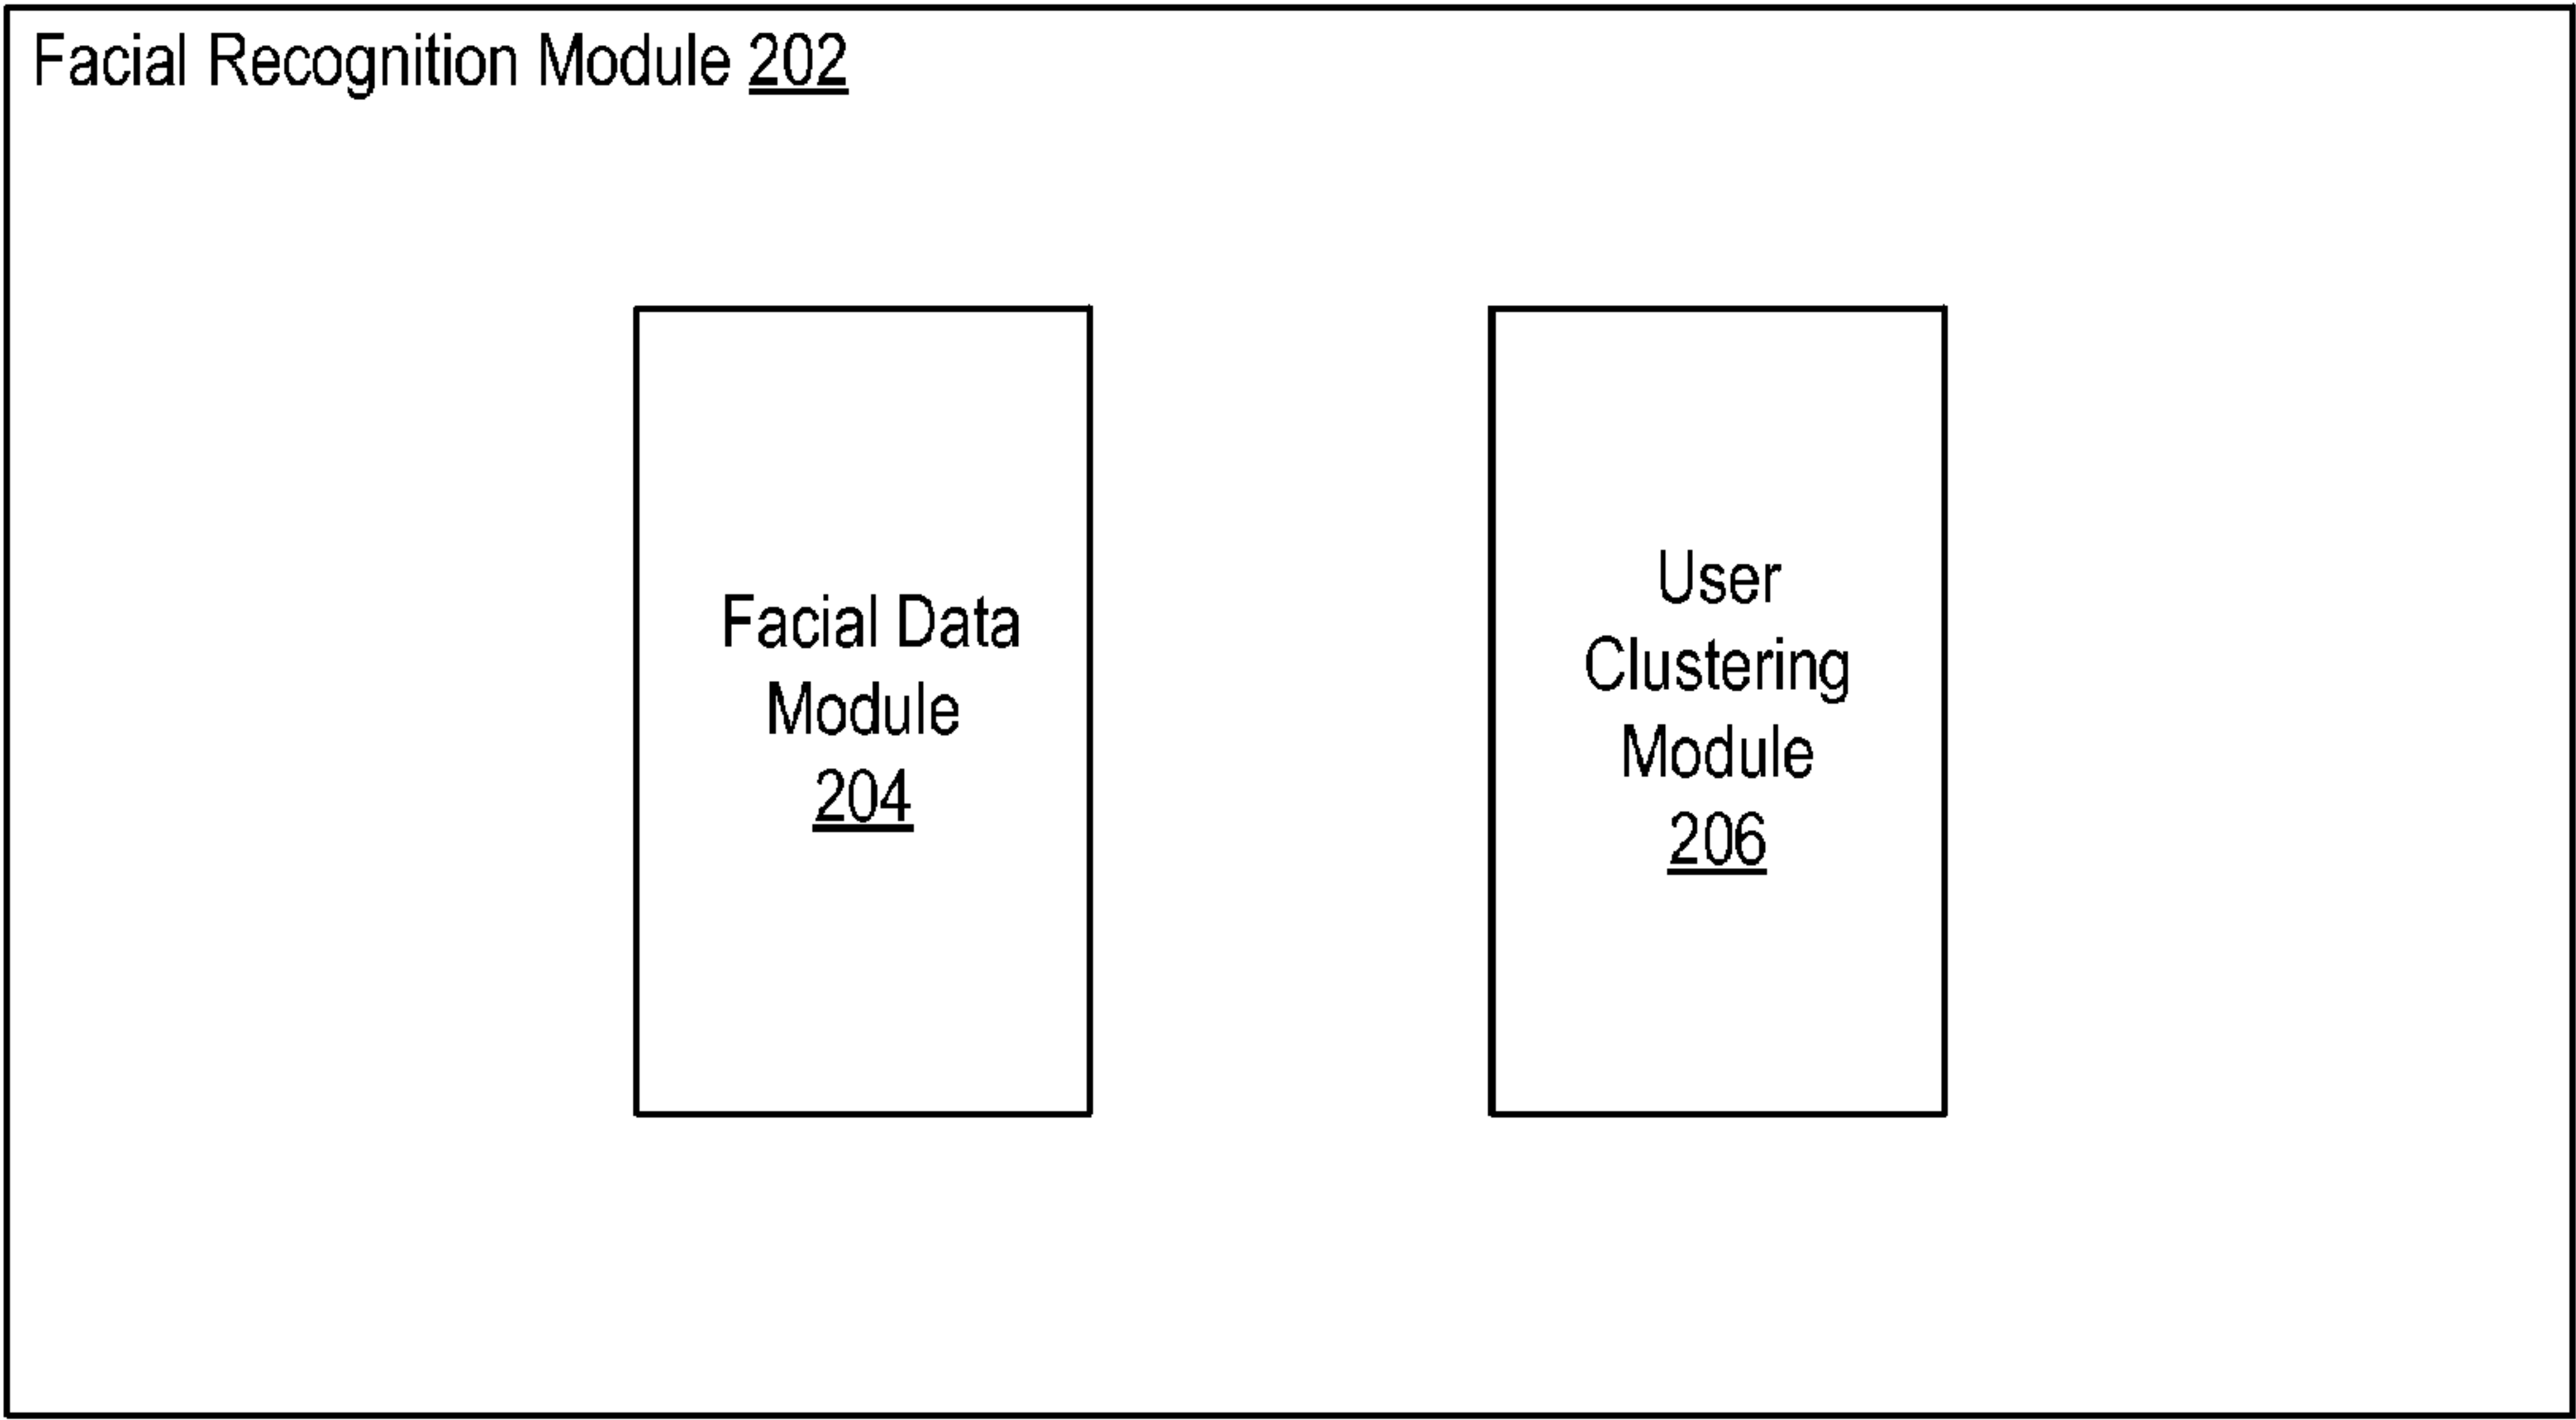 Facial Recognition Module 202
Facial Data
Module
204
User
Clustering
Module
206